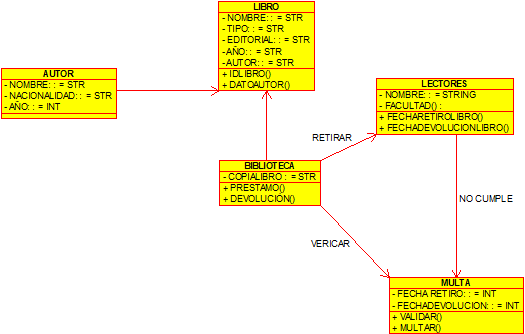 LIBRO
- NOMBRE: : = STR
- TIPO: : = STR
- EDITORIAL: : = STR
- AÑO: : = STR
- AUTOR: : = STR
+ IDLIBRO()
+ DATOAUTOR()
AUTOR
- NOMBRE: : = STR
- NACIONALIDAD: : = STR
- AÑO: : = INT
LECTORES
- NOMBRE: : = STRING
- FACULTAD() :
+ FECHARETIROLIBRO()
+ FECHADEVOLUCIONLIBRO()
RETIRAR
BIBLIOTECA
- COPIALIBRO : = STR
+ PRESTAMO()
+ DEVOLUCION()
NO CUMPLE
VERICAR
MULTA
- FECHA RETIRO: : = INT
- FECHADEVOLUCION: : = INT
+ VALIDAR()
+ MULTAR()